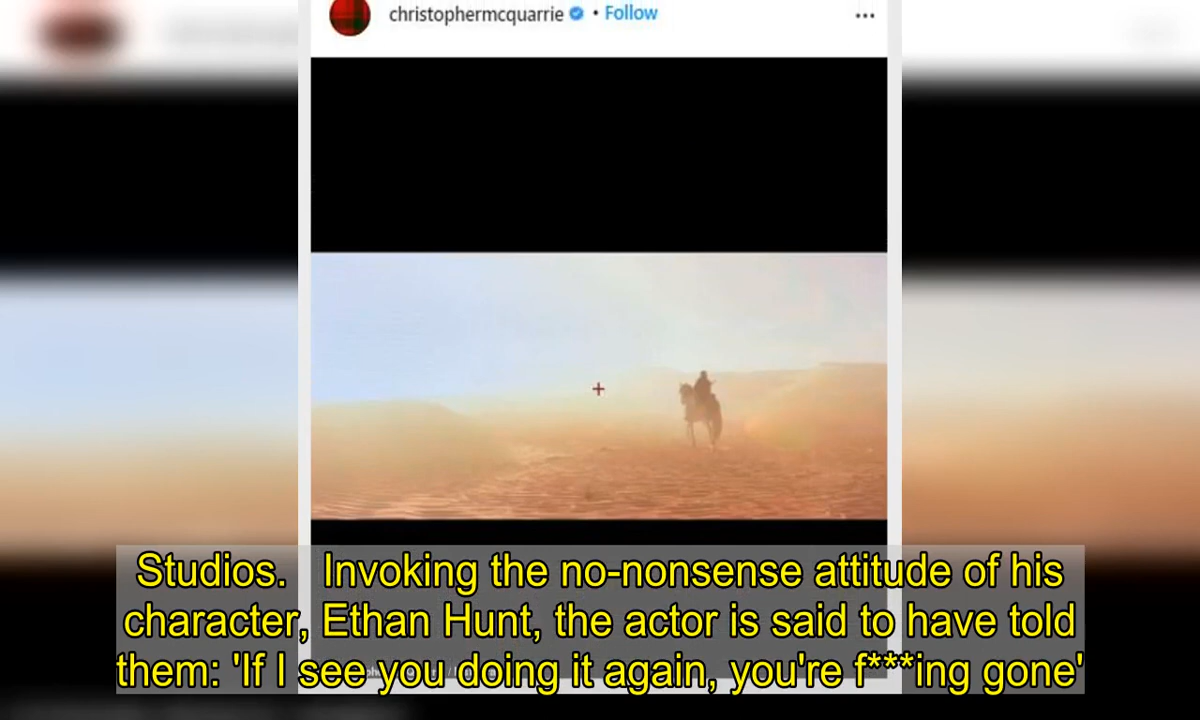 christophermcquarrie • Follow
Studios. Invoking the no-nonsense attitude of his
character, Ethan Hunt, the actor is said to have told
them: 'If I see you doing it again, you're f***ing gone'